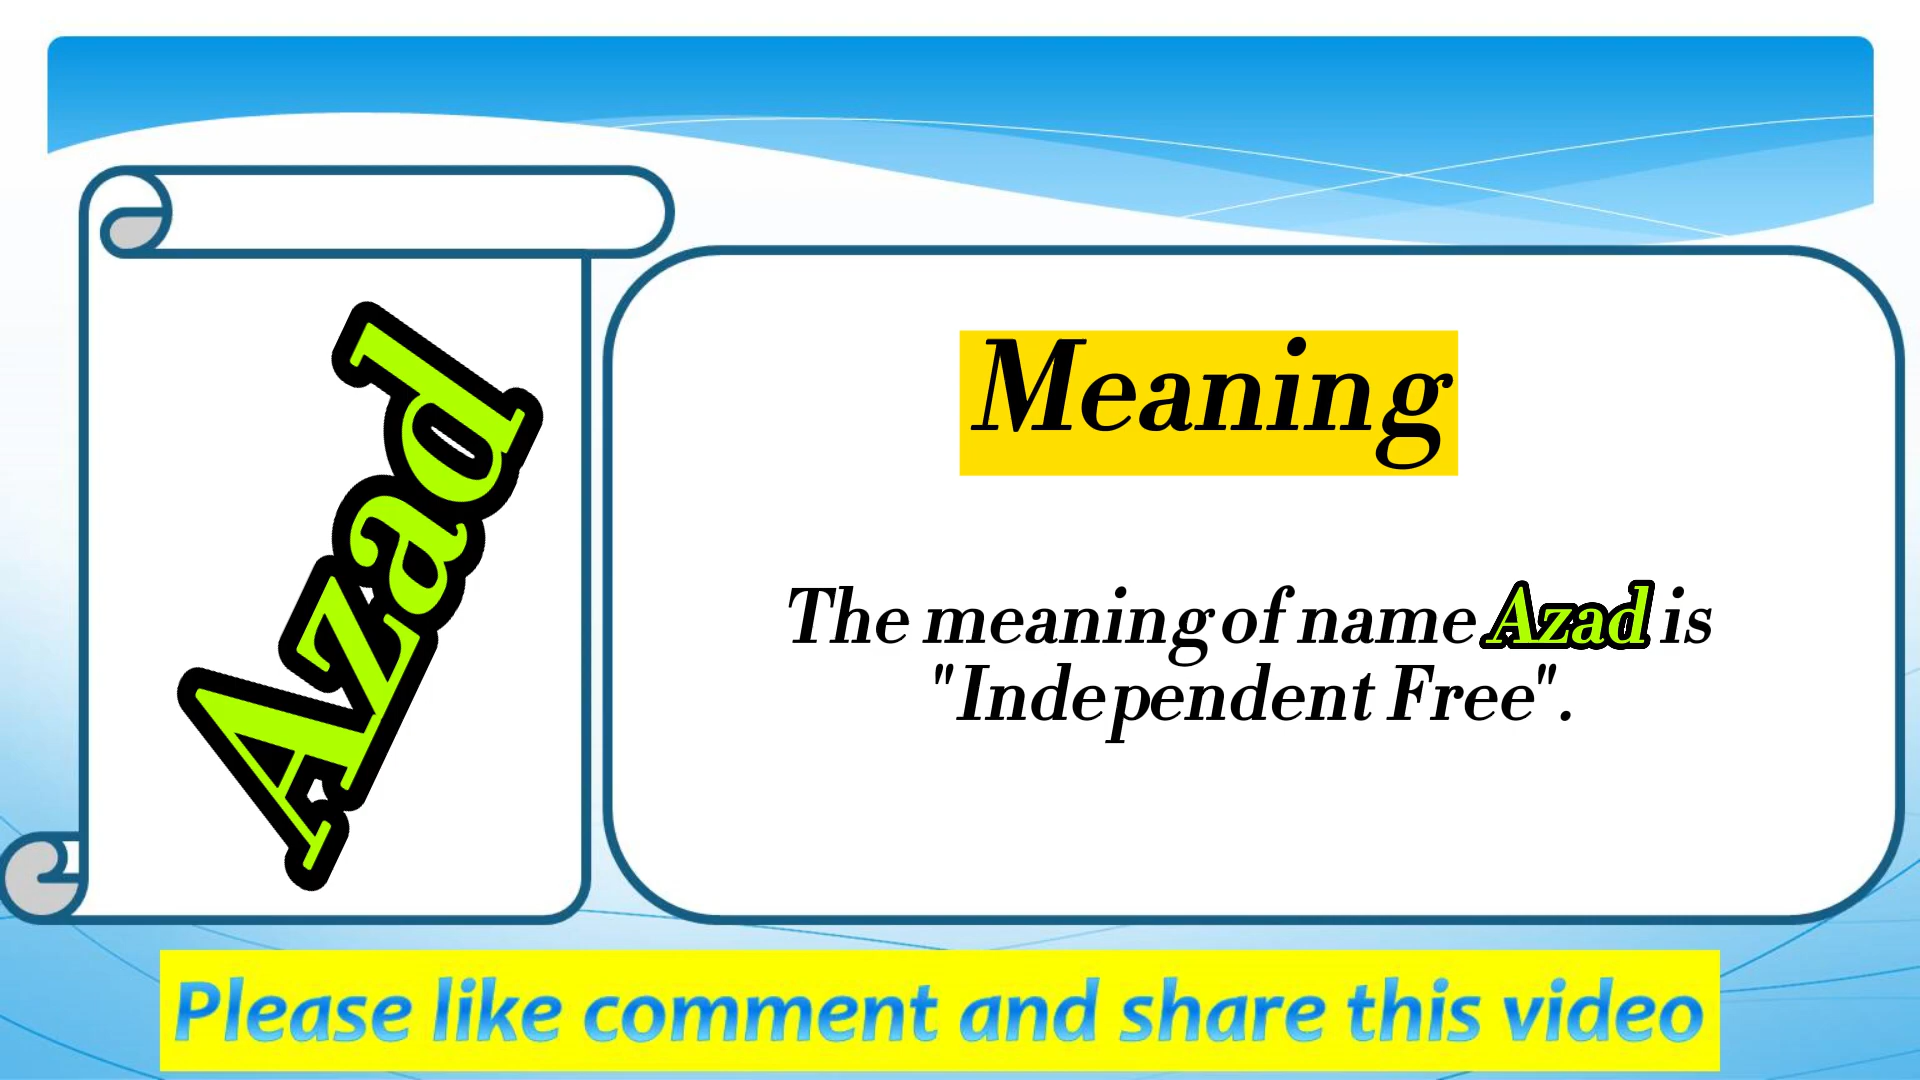 Azad
Meaning
The meaning of name Azad is
"Independent Free".
Please like comment and share this video